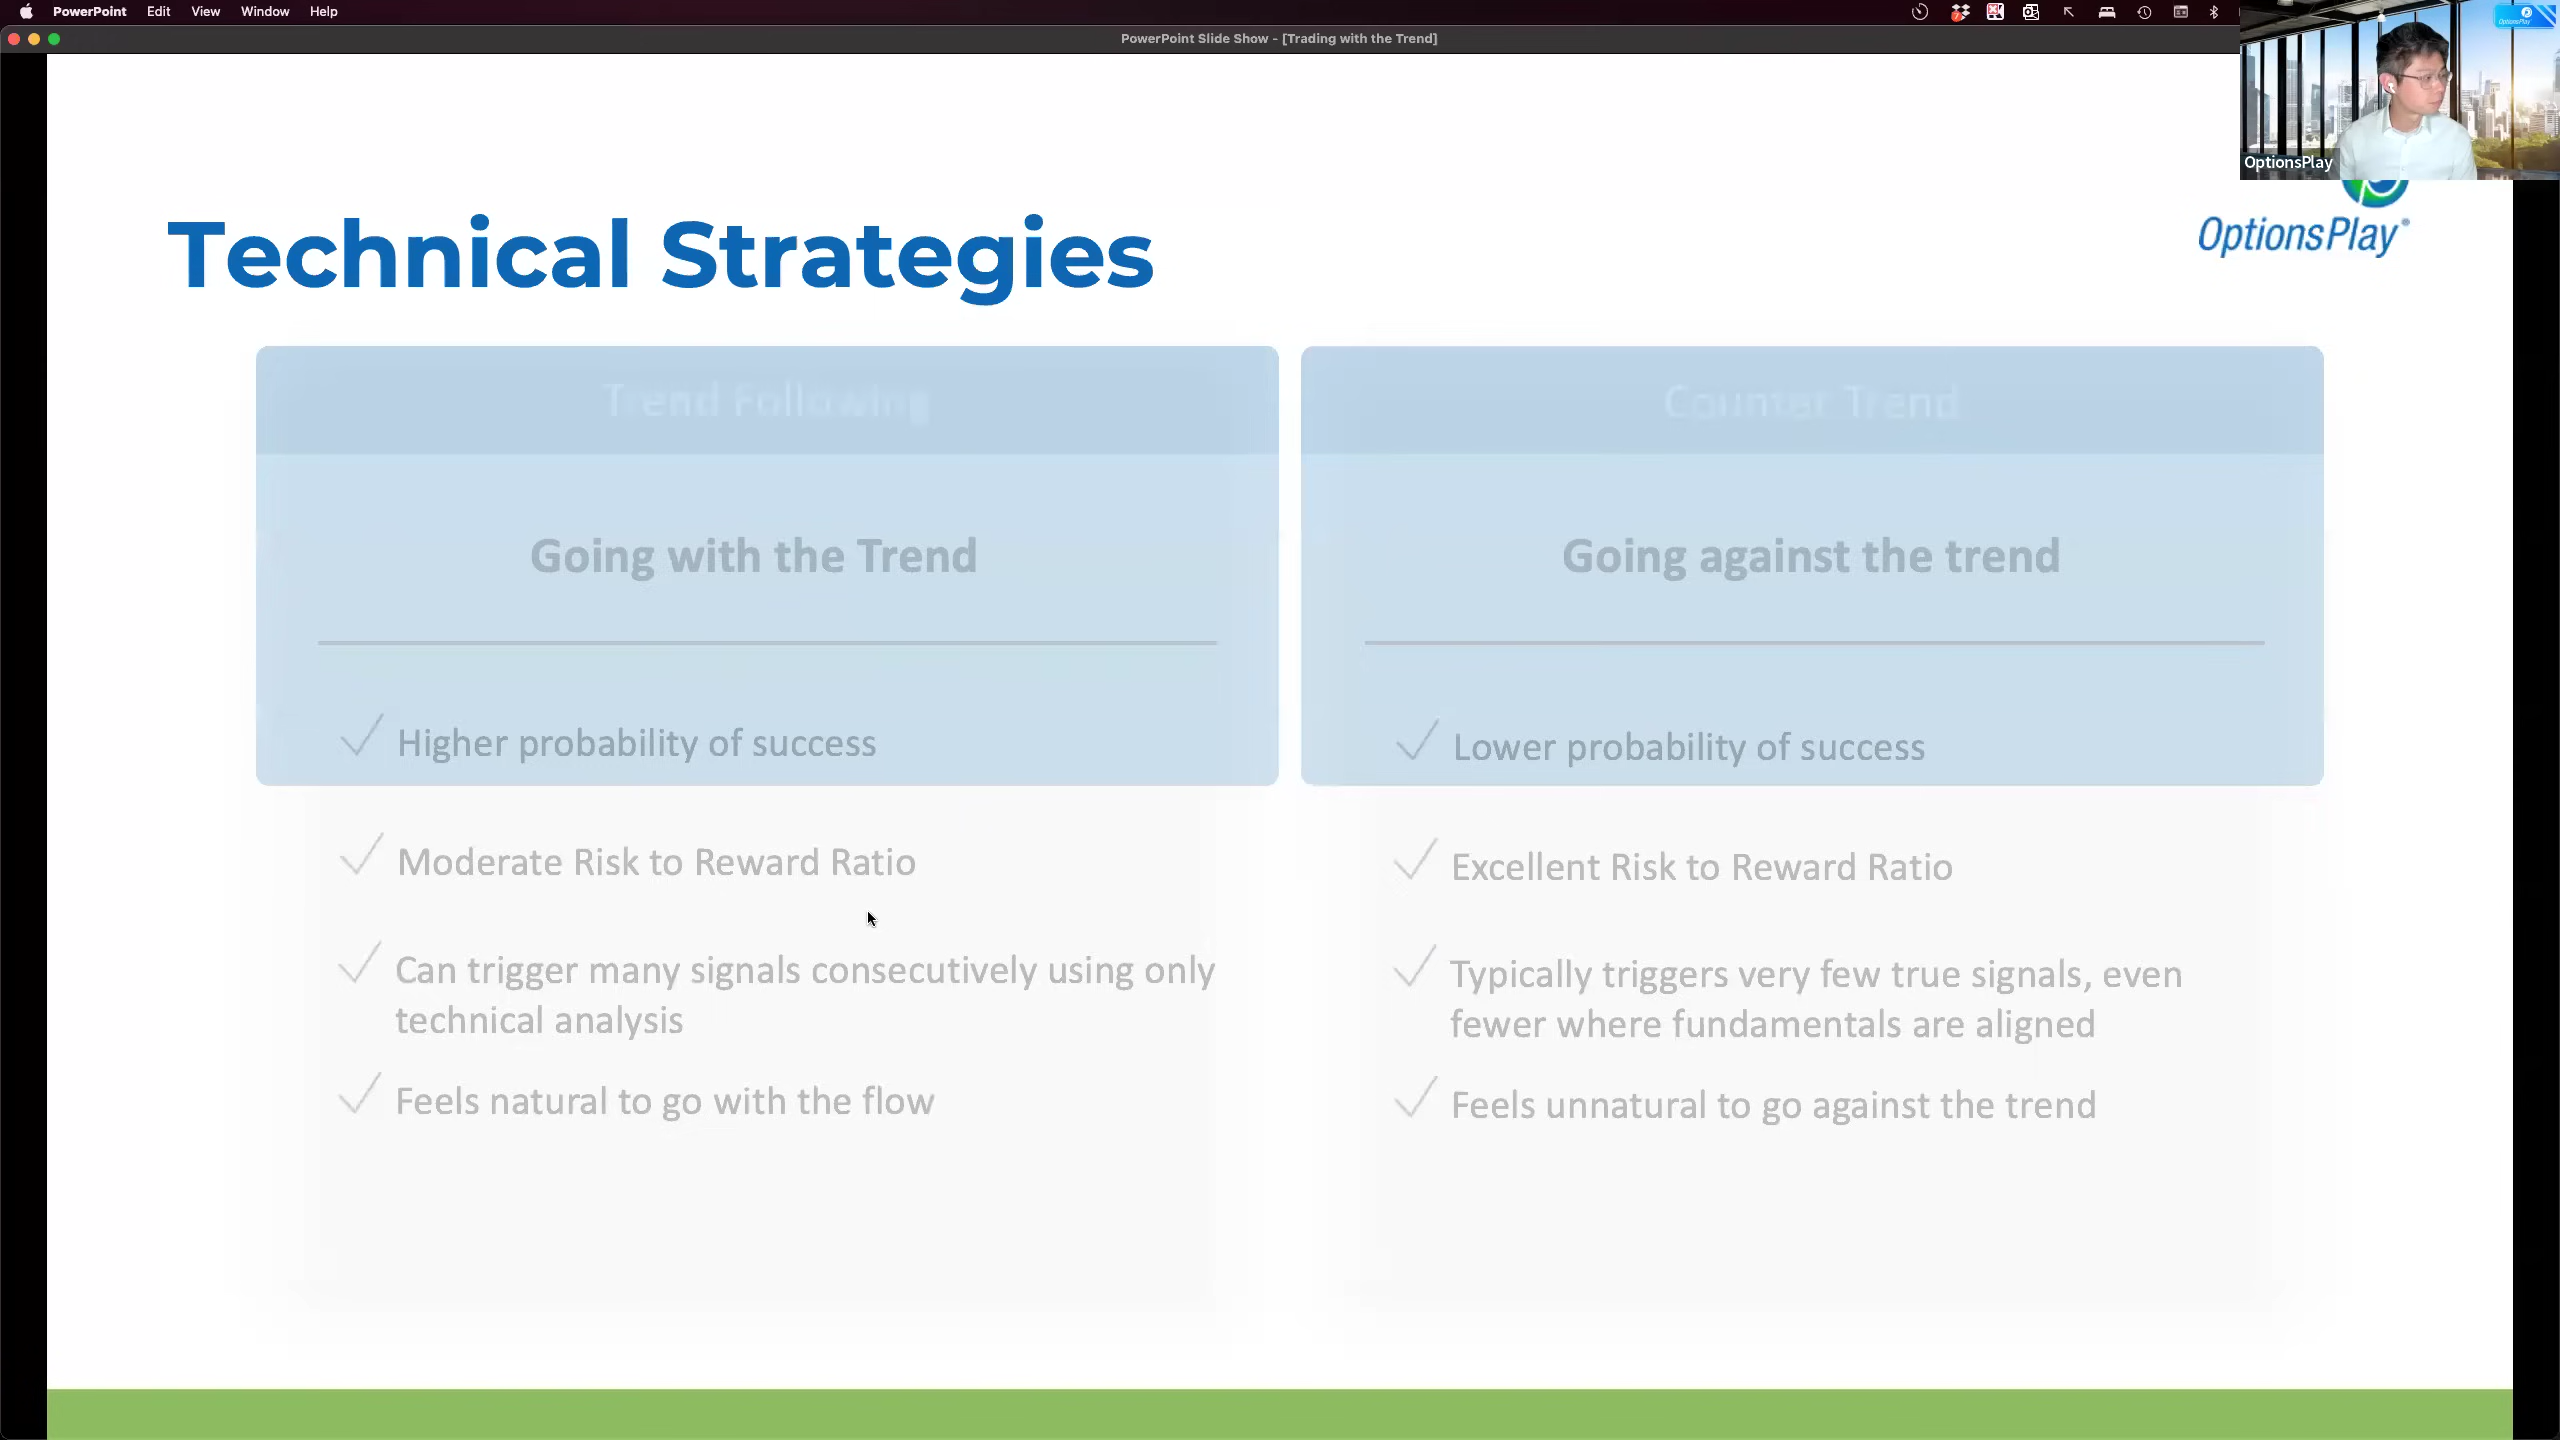 PowerPoint Edit View Window Help
PowerPoint Slide Show - [Trading with the Trend]
OptionsPlay
OptionsPlay
Technical Strategies
Trend Following
Going with the Trend
Higher probability of success
Moderate Risk to Reward Ratio
Can trigger many signals consecutively using only
technical analysis
Feels natural to go with the flow
Counter Trend
Going against the trend
Lower probability of success
Excellent Risk to Reward Ratio
Typically triggers very few true signals, even
fewer where fundamentals are aligned
Feels unnatural to go against the trend